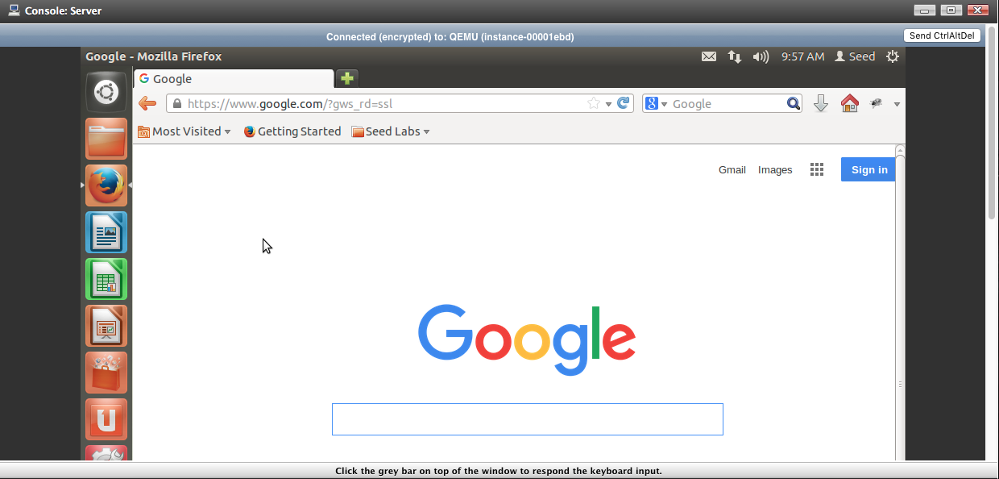 Console: Server
Connected (encrypted) to: QEMU (instance-00001ebd)
Send CtrlAltDel
Google - Mozilla Firefox
9:57 AM Seed
Google
https://www.google.com/?gws_rd=ssl
8 Google
Most Visited Getting Started Seed Labs
Gmail Images Sign in
Google
U
Click the grey bar on top of the window to respond the keyboard input.